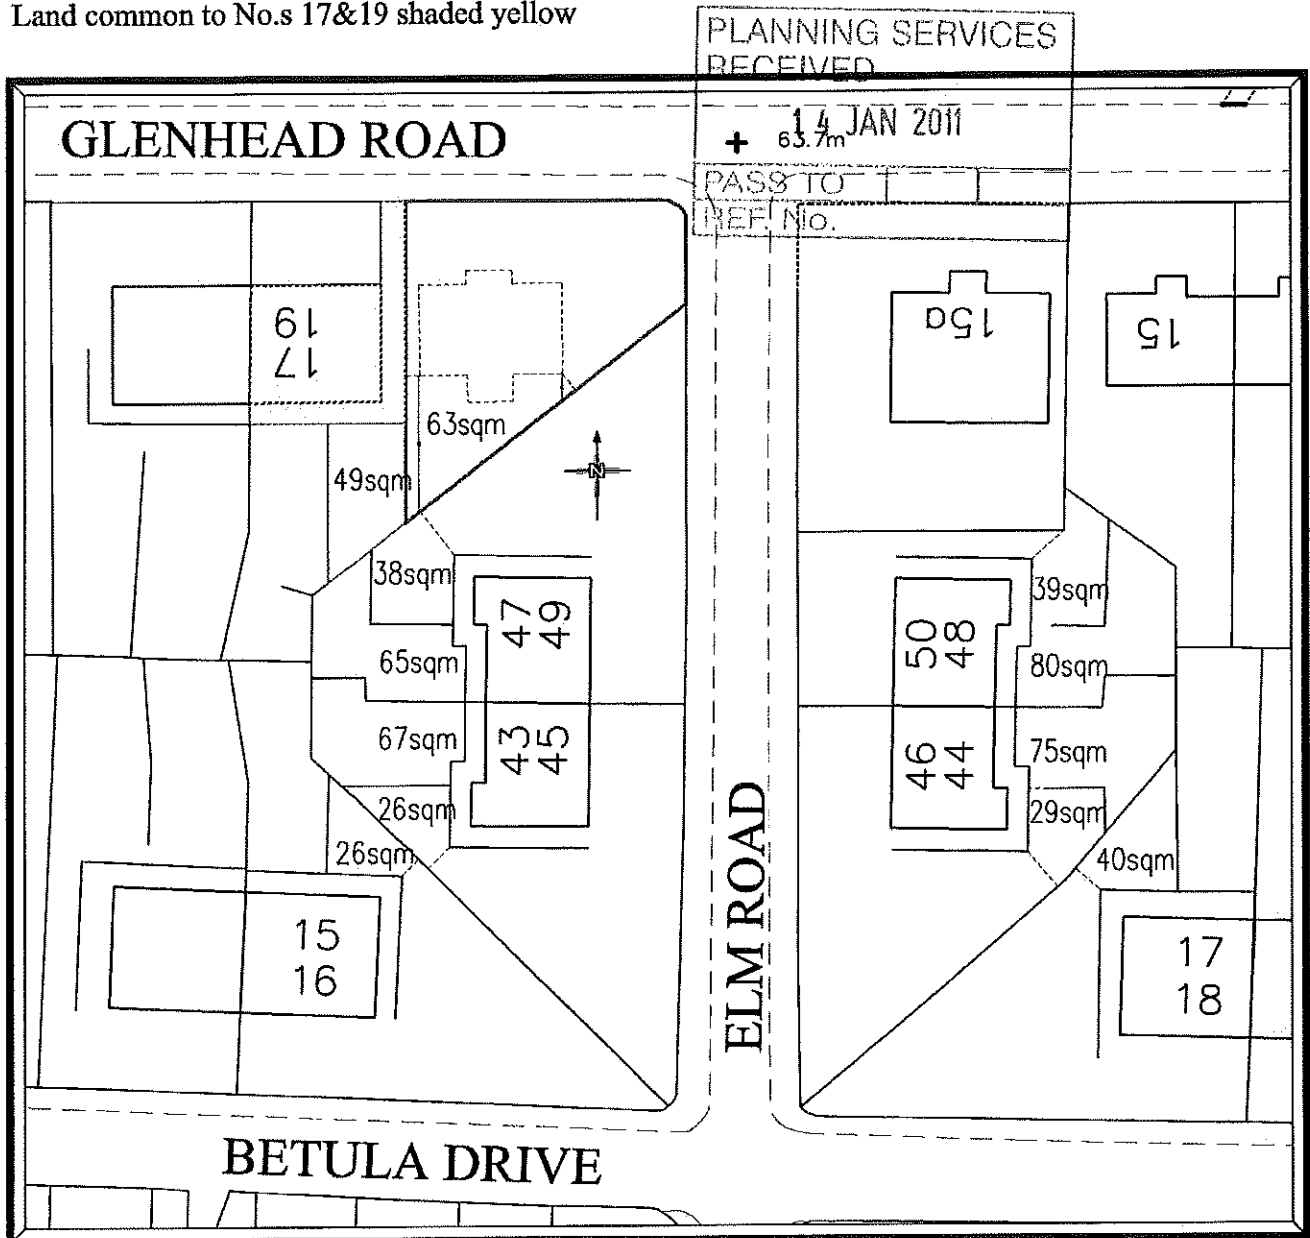 Land common to No.s 17&19 shaded yellow
PLANNING SERVICES
RECEIVED
14 JAN 2011
PASS TO
REF. No.
GLENHEAD ROAD
63.7m
19
17
15a
15
63sqm
49sqm
N
38sqm
39sqm
47
49
50
48
65sqm
80sqm
67sqm
75sqm
43
45
46
44
26sqm
29sqm
26sqm
40sqm
ELM ROAD
15
16
17
18
BETULA DRIVE